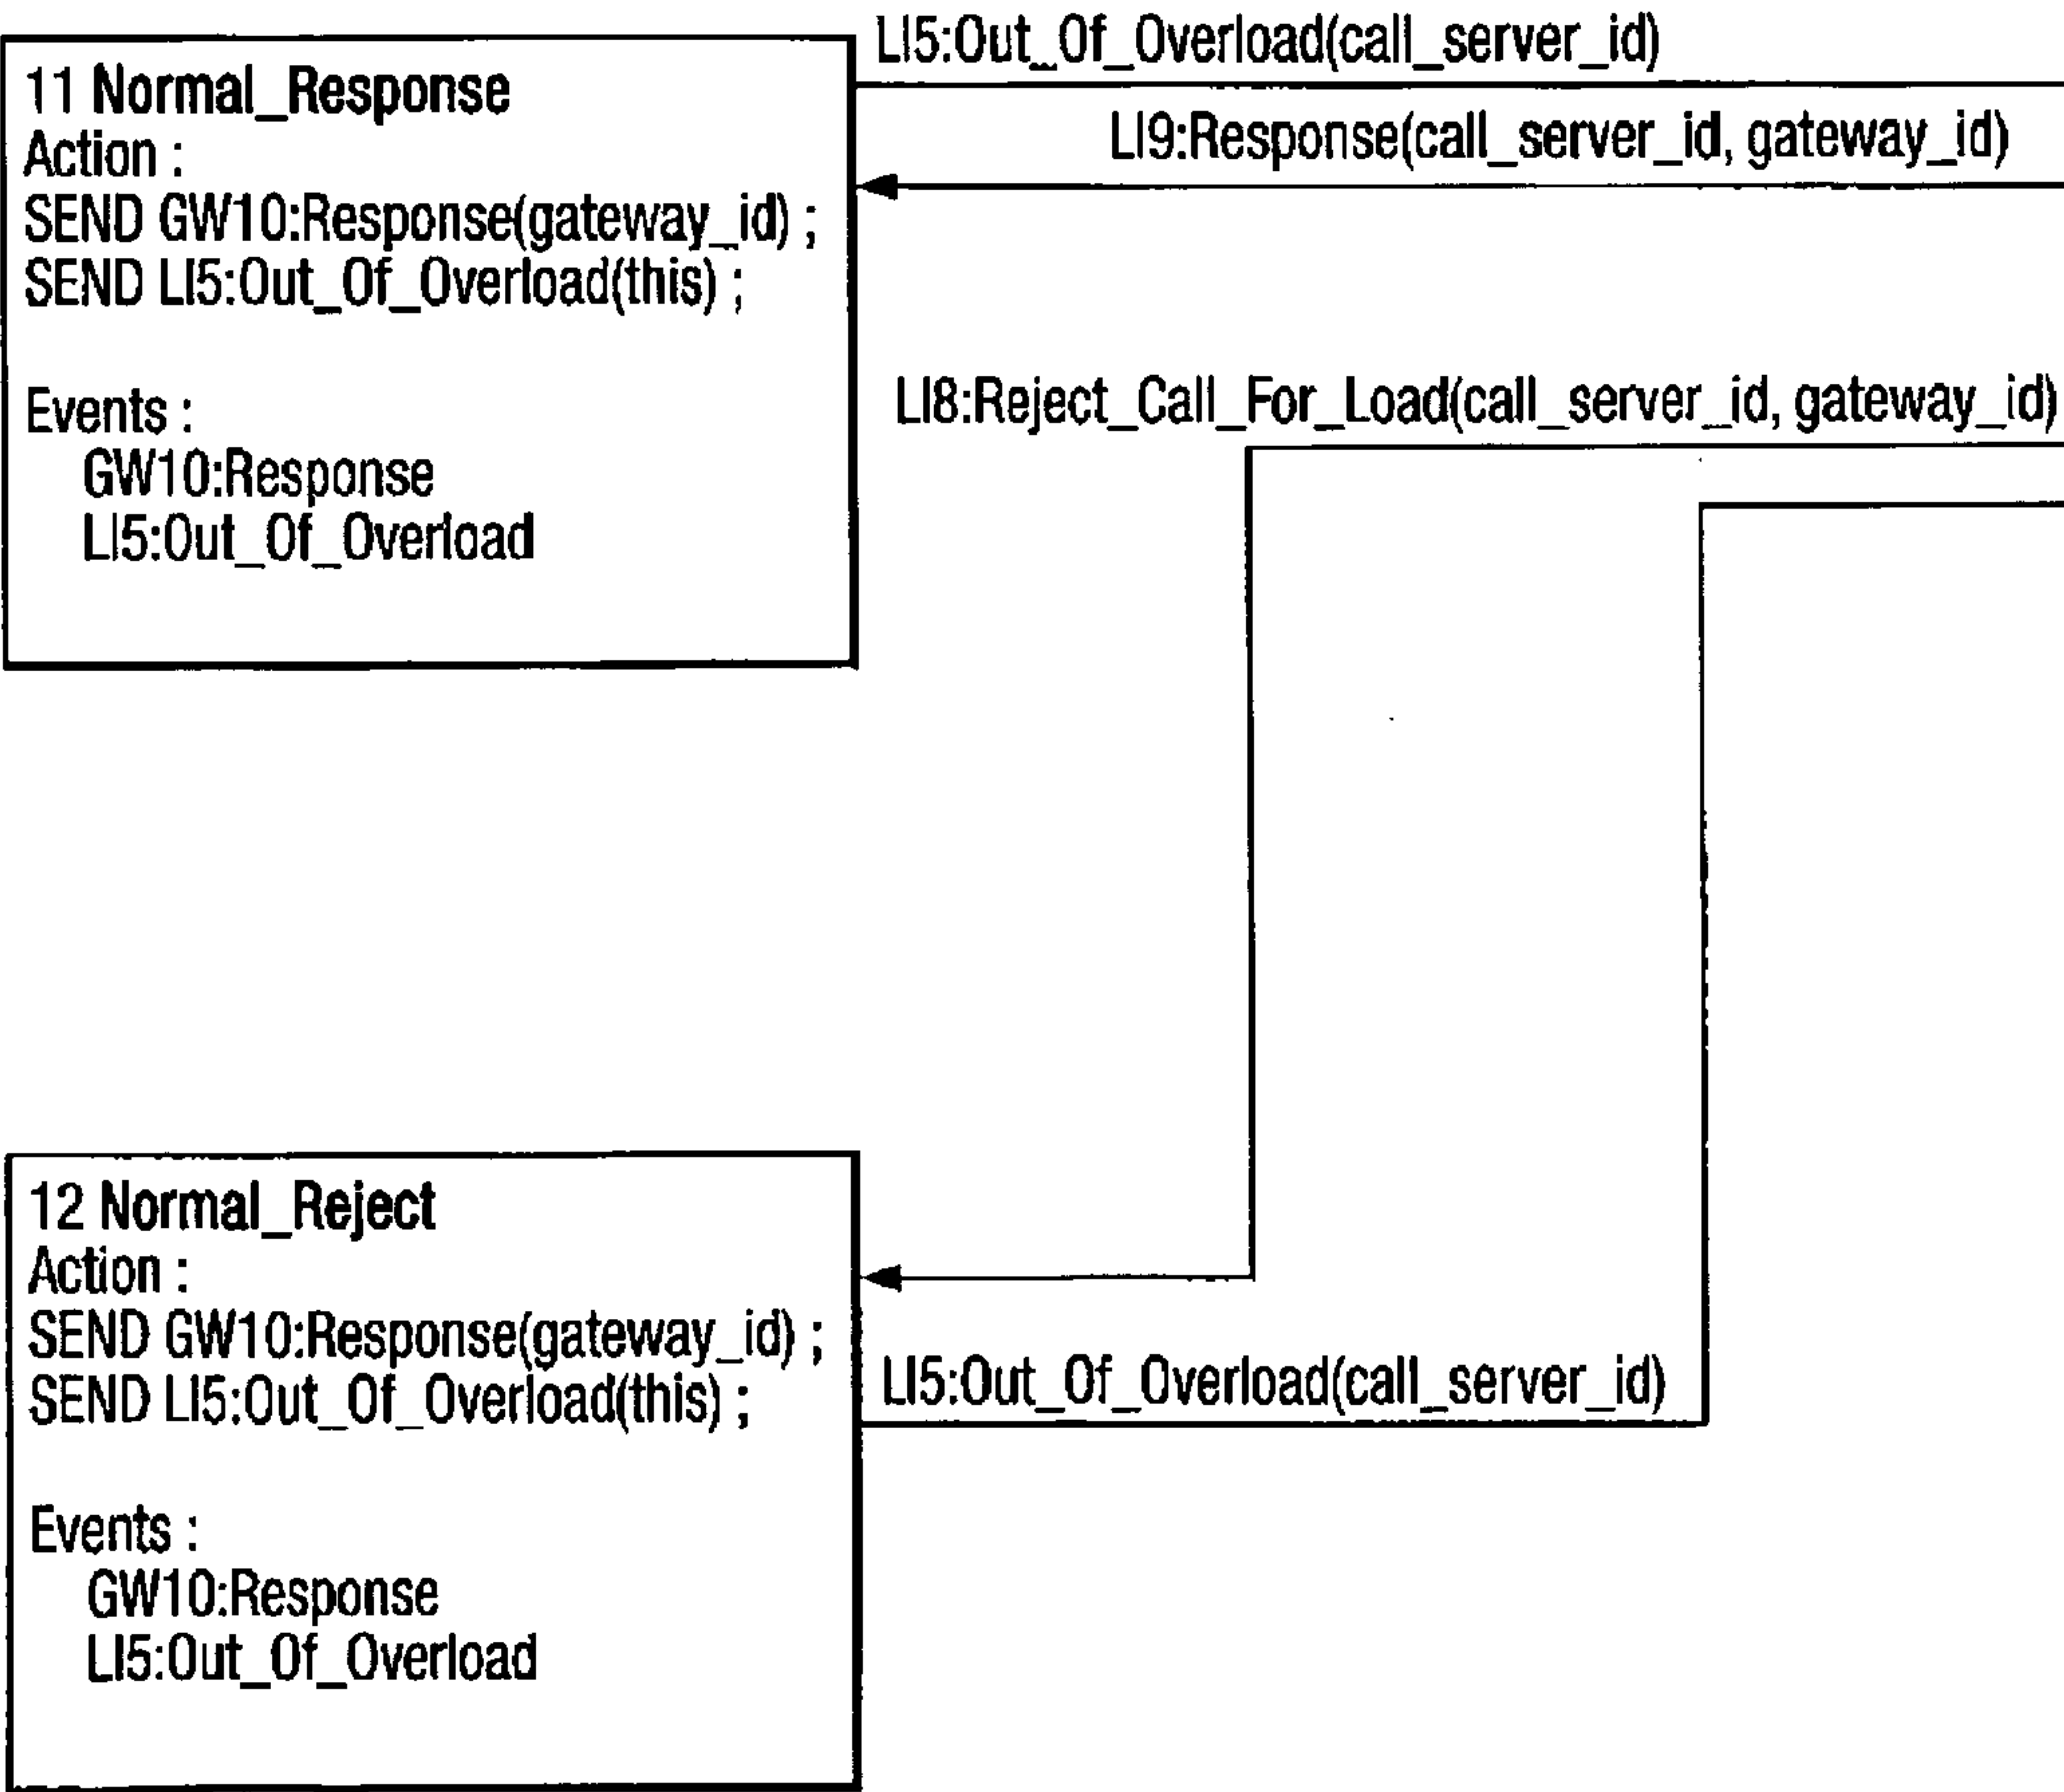 LI5:Out_Of_Overload(call_server_id)
11 Normal_Response
Action :
SEND GW10:Response(gateway_id) ;
SEND LI5:Out_Of_Overload(this) ;
Events :
GW10:Response
LI5:Out_Of_Overload
LI9:Response(call_server_id, gateway_id)
LI8:Reject_Call_For_Load(call_server_id, gateway_id)
12 Normal_Reject
Action :
SEND GW10:Response(gateway_id) ;
SEND LI5:Out_Of_Overload(this) ;
Events :
GW10:Response
LI5:Out_Of_Overload
LI5:Out_Of_Overload(call_server_id)